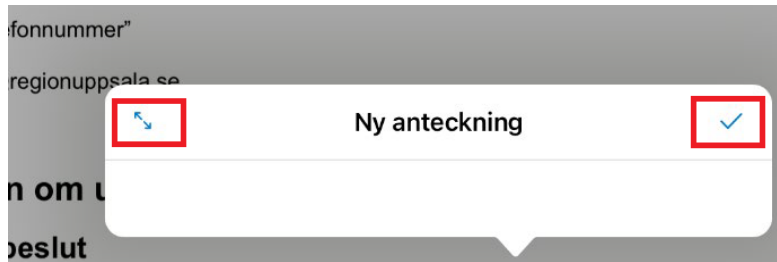 efonnummer”
regionuppsala.se
Ny anteckning
n om u
beslut